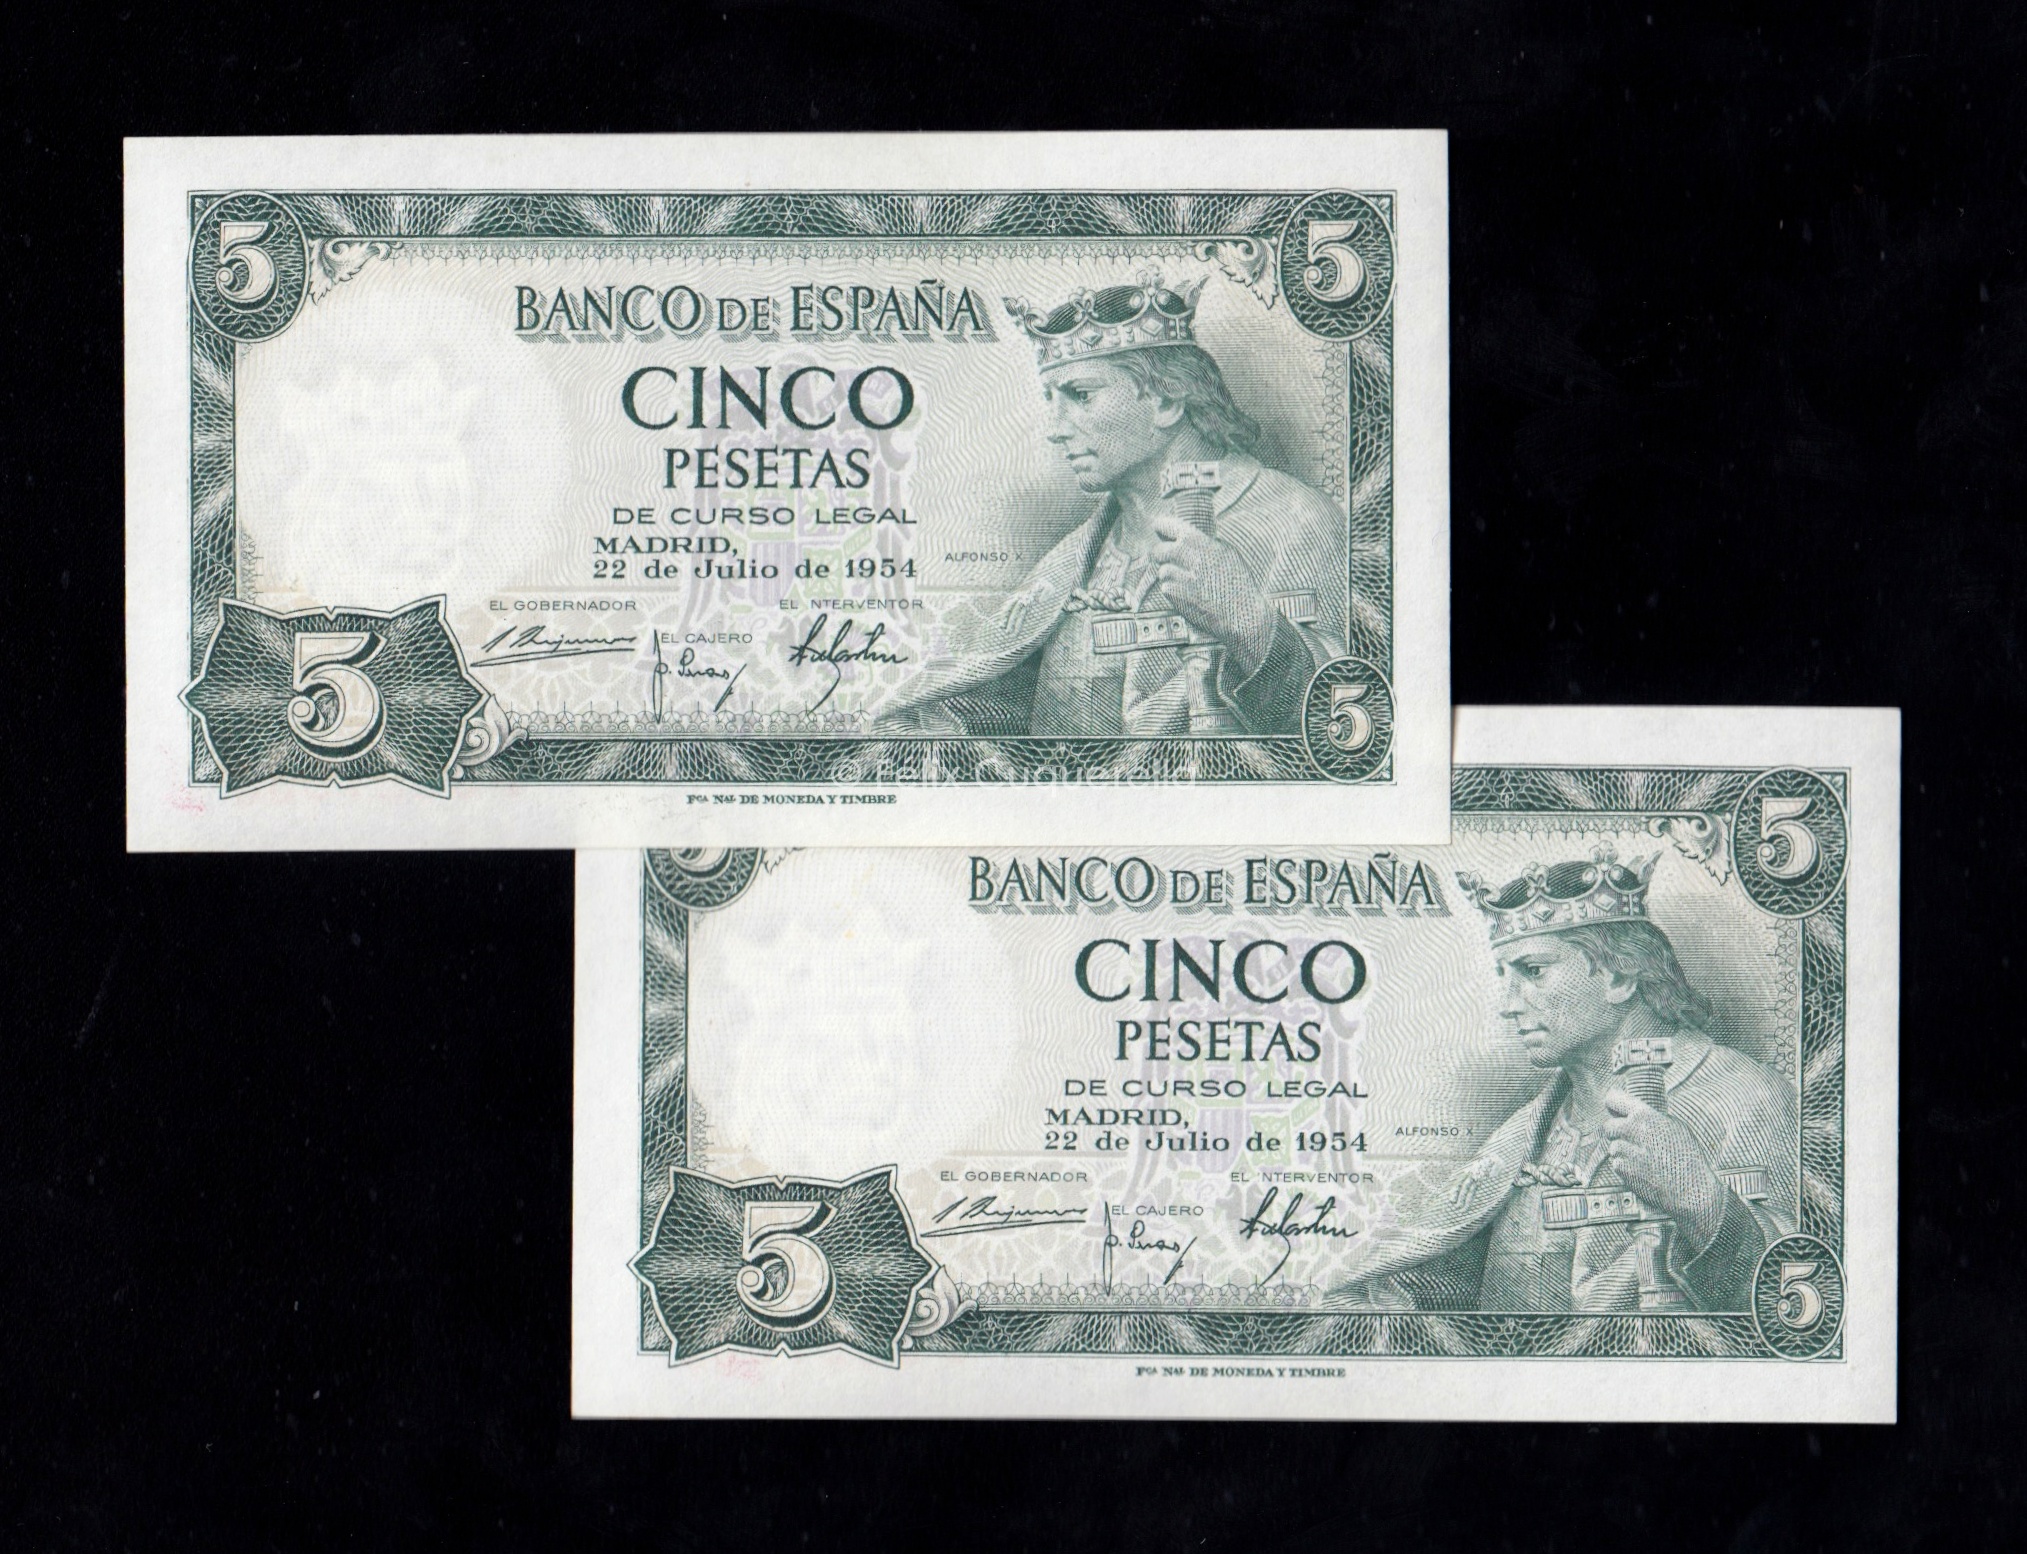 5 5
BANCO DE ESPAÑA
CINCO
PESETAS
DE CURSO LEGAL
MADRID,
22 de Julio de 1954
ALFONSO X
EL GOBERNADOR EL NTERVENTOR
EL CAJERO
5 5
© Felix Cuquerella
Fca Nal DE MONEDA Y TIMBRE
5
BANCO DE ESPAÑA
CINCO
PESETAS
DE CURSO LEGAL
MADRID,
22 de Julio de 1954
ALFONSO X
EL GOBERNADOR EL NTERVENTOR
EL CAJERO
5 5
Fca Nal DE MONEDA Y TIMBRE